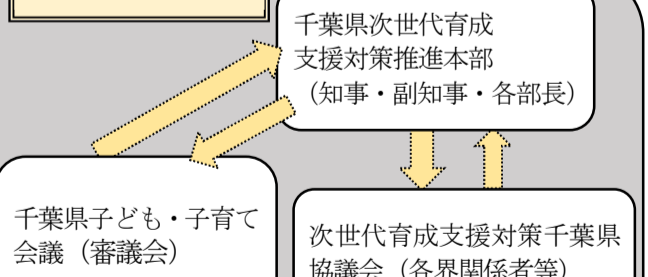 千葉県次世代育成
支援対策推進本部
（知事・副知事・各部長）
千葉県子ども・子育て
会議（審議会）
次世代育成支援対策千葉県
協議会（各界関係者等）